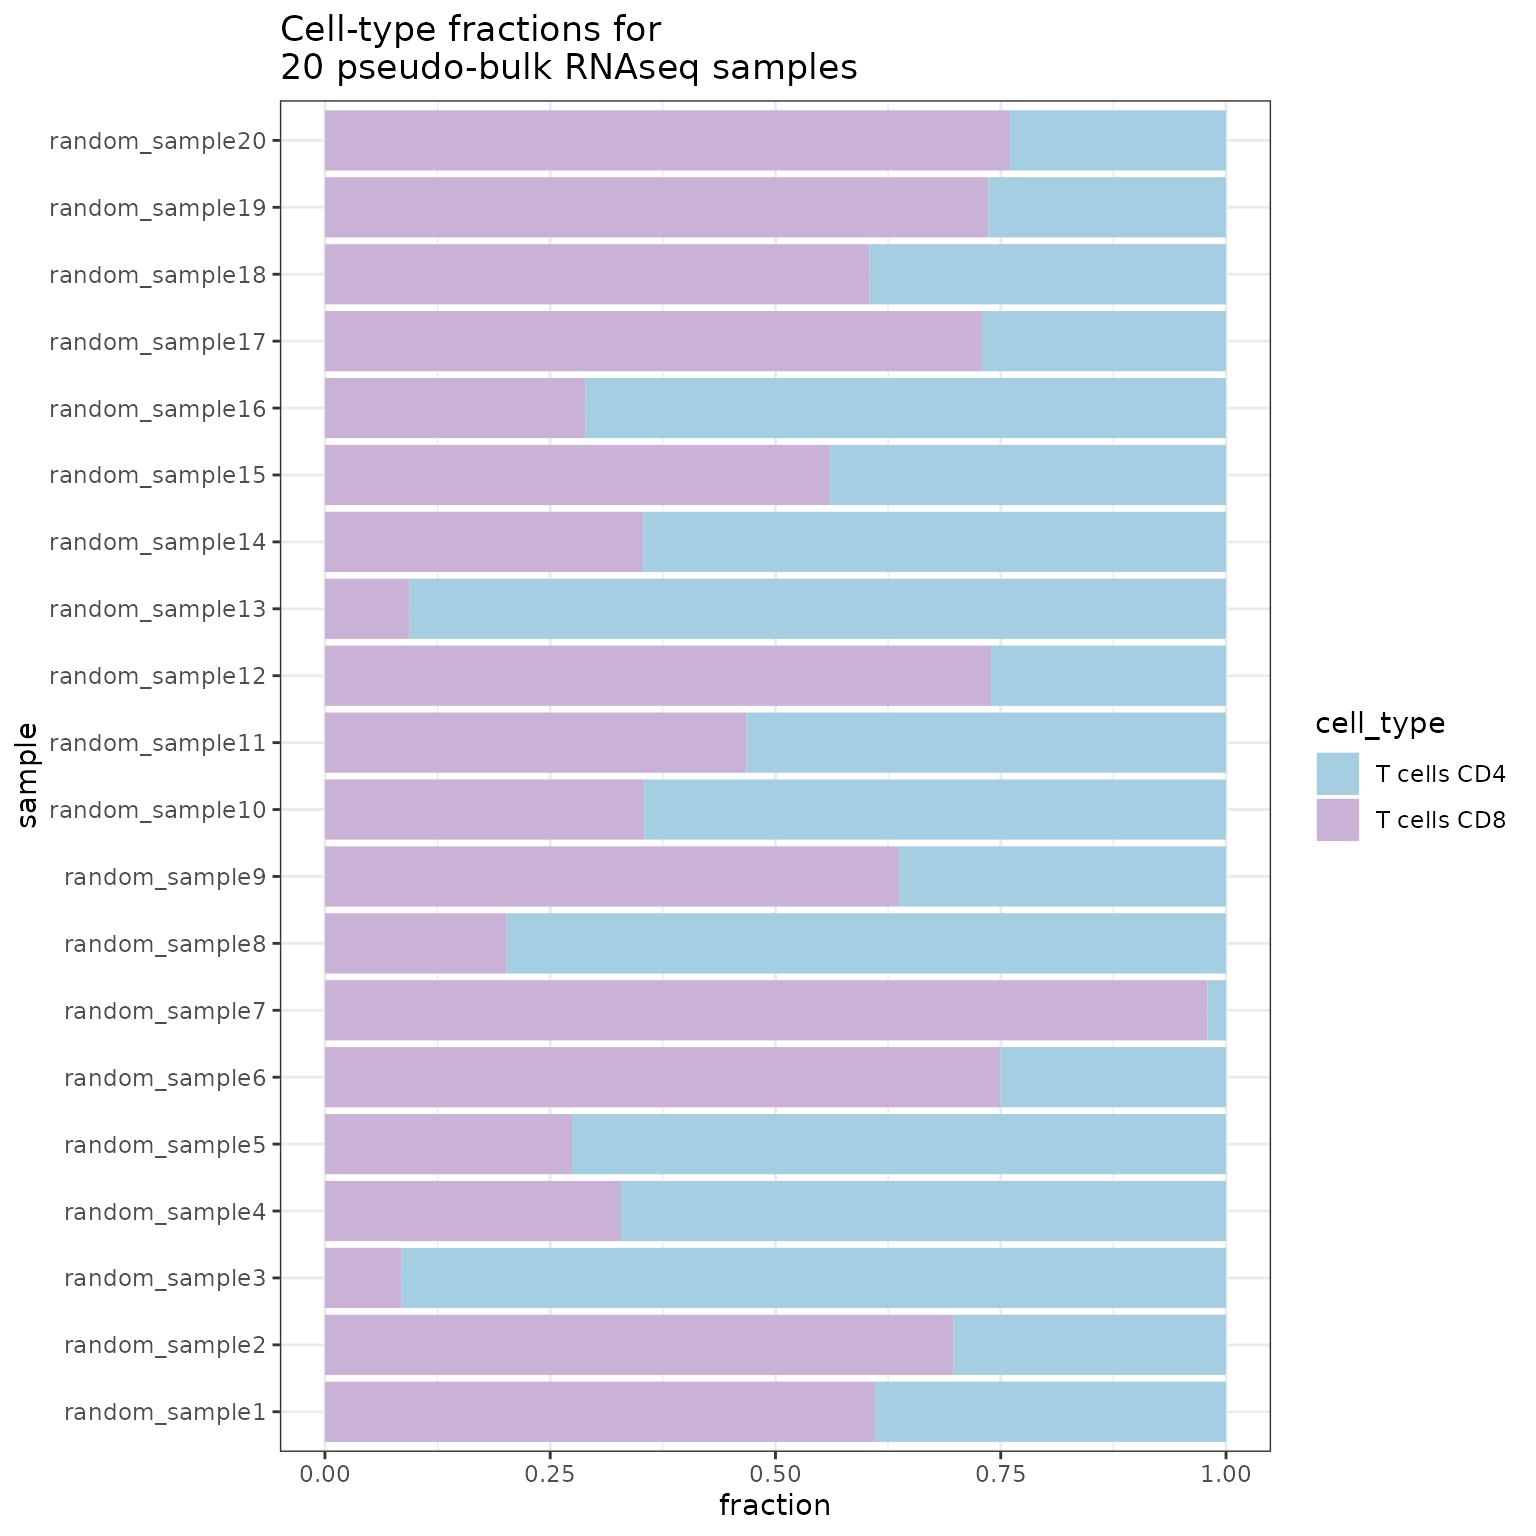 Cell-type fractions for
20 pseudo-bulk RNAseq samples
random_sample20
random_sample19
random_sample18
random_sample17
random_sample16
random_sample15
random_sample14
random_sample13
random_sample12
random_sample11
random_sample10
random_sample9
random_sample8
random_sample7
random_sample6
random_sample5
random_sample4
random_sample3
random_sample2
random_sample1
sample
0.00 0.25 0.50 0.75 1.00
fraction
cell_type
T cells CD4
T cells CD8